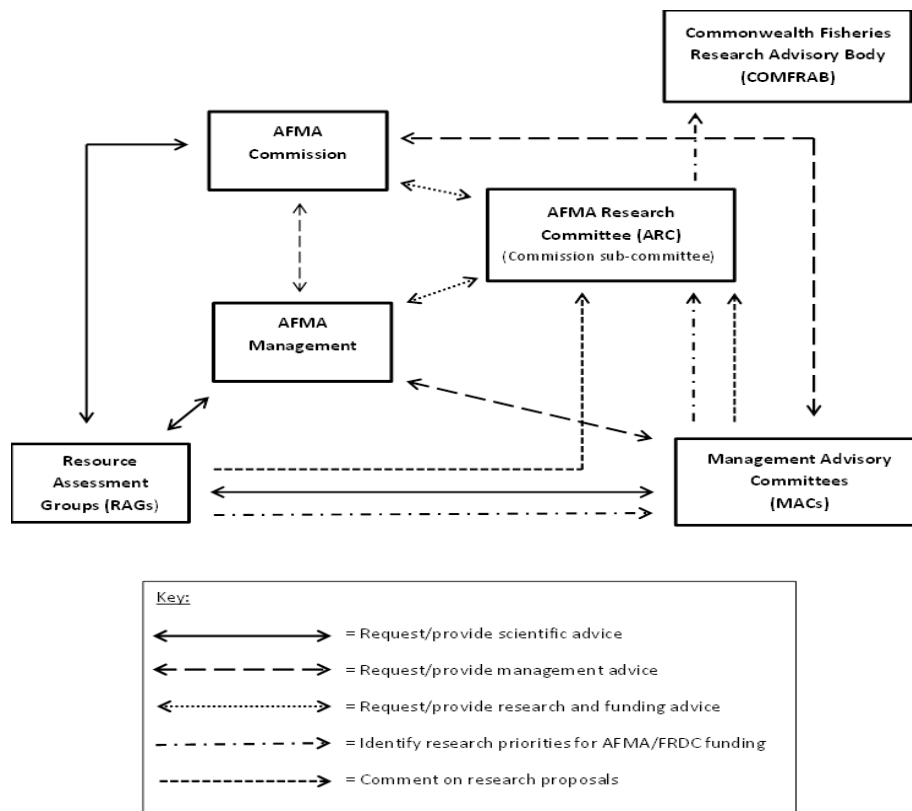 Commonwealth Fisheries
Research Advisory Body
(COMFRAB)
AFMA
Commission
AFMA Research
Committee (ARC)
(Commission sub-committee)
AFMA
Management
Resource
Assessment
Groups (RAGs)
Management Advisory
Committees
(MACs)
Key:
= Request/provide scientific advice
= Request/provide management advice
= Request/provide research and funding advice
= Identify research priorities for AFMA/FRDC funding
= Comment on research proposals